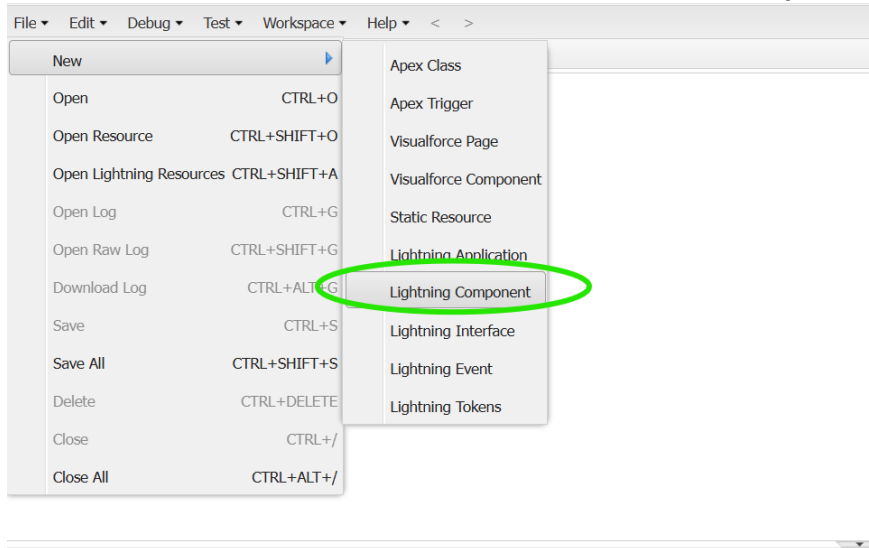 File ▾ Edit ▾ Debug ▾ Test ▾ Workspace ▾ Help ▾ < >
New
Open CTRL+O
Open Resource CTRL+SHIFT+O
Open Lightning Resources CTRL+SHIFT+A
Open Log CTRL+G
Open Raw Log CTRL+SHIFT+G
Download Log CTRL+ALT+G
Save CTRL+S
Save All CTRL+SHIFT+S
Delete CTRL+DELETE
Close CTRL+/
Close All CTRL+ALT+/
Apex Class
Apex Trigger
Visualforce Page
Visualforce Component
Static Resource
Lightning Application
Lightning Component
Lightning Interface
Lightning Event
Lightning Tokens